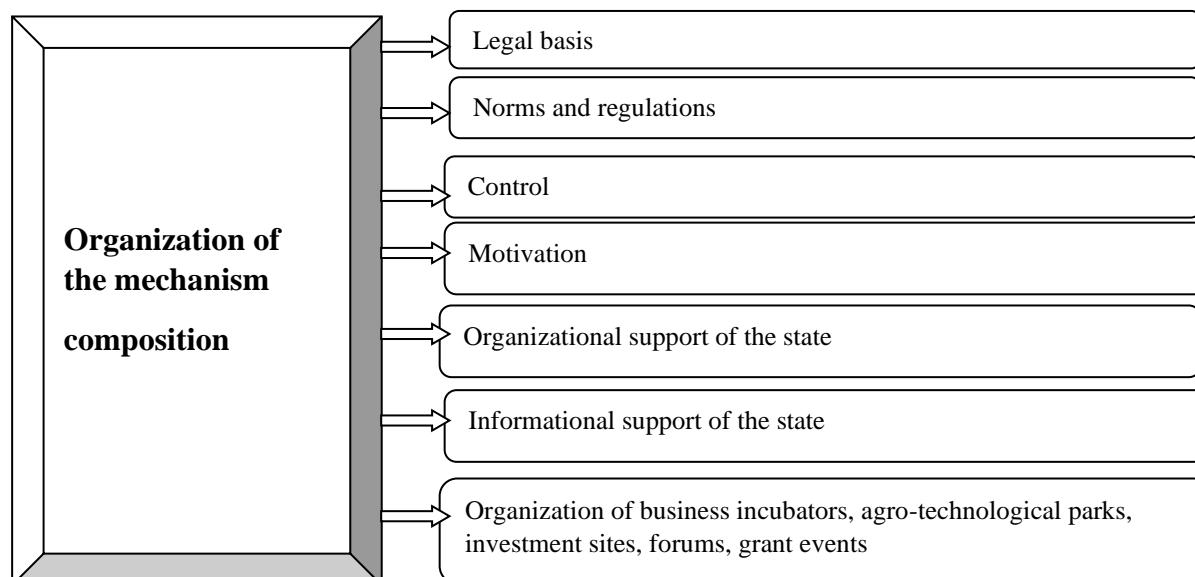 Organization of
the mechanism
composition
Legal basis
Norms and regulations
Control
Motivation
Organizational support of the state
Informational support of the state
Organization of business incubators, agro-technological parks,
investment sites, forums, grant events